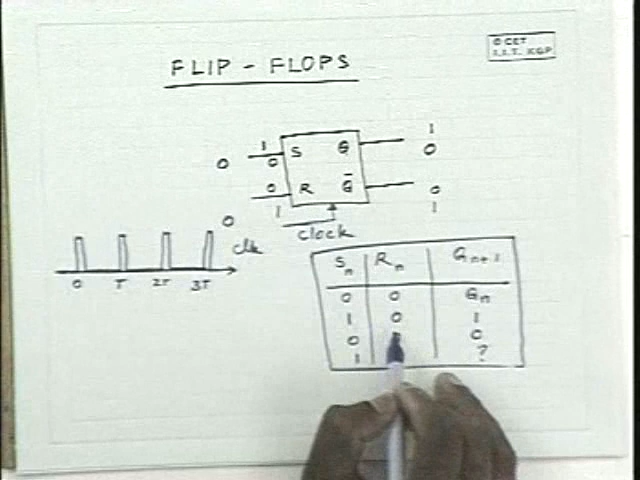 © CET
I.I.T. KGP
FLIP - FLOPS
1 1
0 0 S Q 0
0 R Q̅ 0
1 1
0
clock
clk
0 T 2T 3T
Sn Rn Qn+1
0 0 Qn
1 0 1
0 0
1 ?